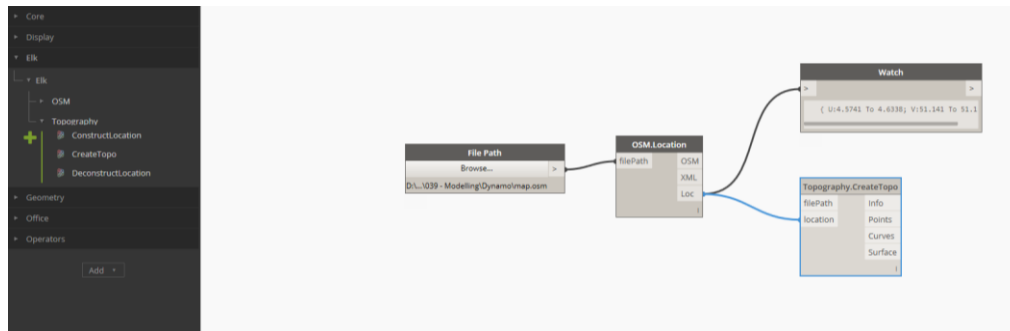 Core
Display
Elk
Elk
OSM
Topography
ConstructLocation
CreateTopo
DeconstructLocation
Geometry
Office
Operators
Add
File Path
Browse...
>
D:\...\039 - Modelling\Dynamo\map.osm
OSM.Location
filePath
OSM
XML
Loc
Watch
>
>
{ U:4.5741 To 4.6338; V:51.141 To 51.1
Topography.CreateTopo
filePath
Info
location
Points
Curves
Surface